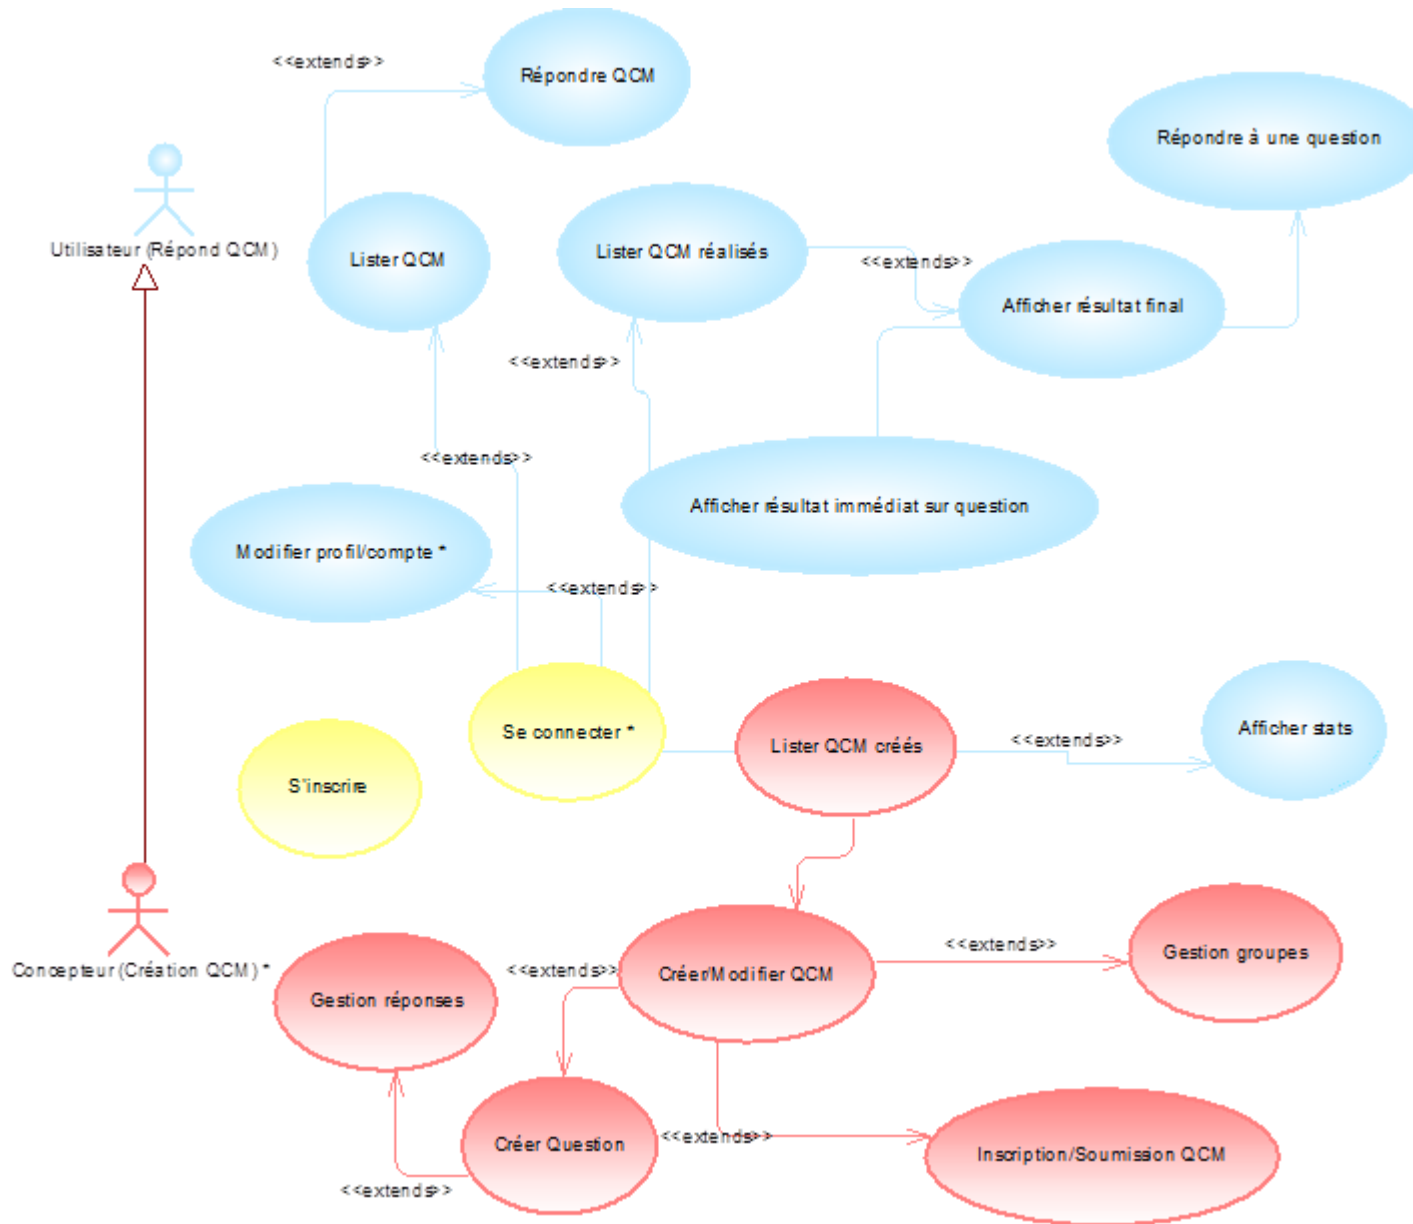 <<extends>>
Répondre QCM
Répondre à une question
Utilisateur (Répond QCM)
Lister QCM
Lister QCM réalisés
<<extends>>
Afficher résultat final
<<extends>>
<<extends>>
Afficher résultat immédiat sur question
Modifier profil/compte *
<<extends>>
Se connecter *
Lister QCM créés
<<extends>>
Afficher stats
S'inscrire
Concepteur (Création QCM) *
Gestion réponses
<<extends>>
Créer/Modifier QCM
<<extends>>
Gestion groupes
Créer Question
<<extends>>
Inscription/Soumission QCM
<<extends>>